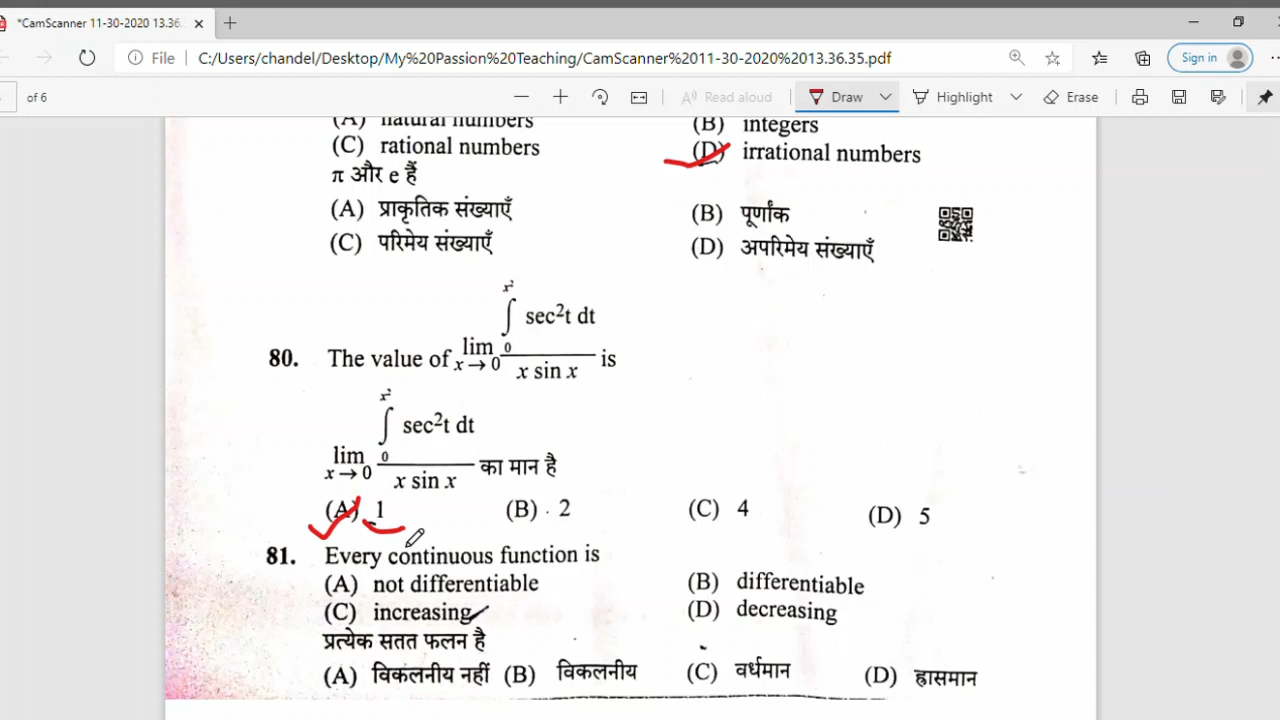 *CamScanner 11-30-2020 13.36.
File C:/Users/chandel/Desktop/My%20Passion%20Teaching/CamScanner%2011-30-2020%2013.36.35.pdf Sign in
of 6 Read aloud Draw Highlight Erase
(A) natural numbers (B) integers
(C) rational numbers (D) irrational numbers
π और e हैं
(A) प्राकृतिक संख्याएँ (B) पूर्णांक
(C) परिमेय संख्याएँ (D) अपरिमेय संख्याएँ
80. The value of lim x→0 ∫₀^x² sec²t dt / x sin x is
lim x→0 ∫₀^x² sec²t dt / x sin x का मान है
(A) 1 (B) 2 (C) 4 (D) 5
81. Every continuous function is
(A) not differentiable (B) differentiable
(C) increasing (D) decreasing
प्रत्येक सतत फलन है
(A) विकलनीय नहीं (B) विकलनीय (C) वर्धमान (D) ह्रासमान